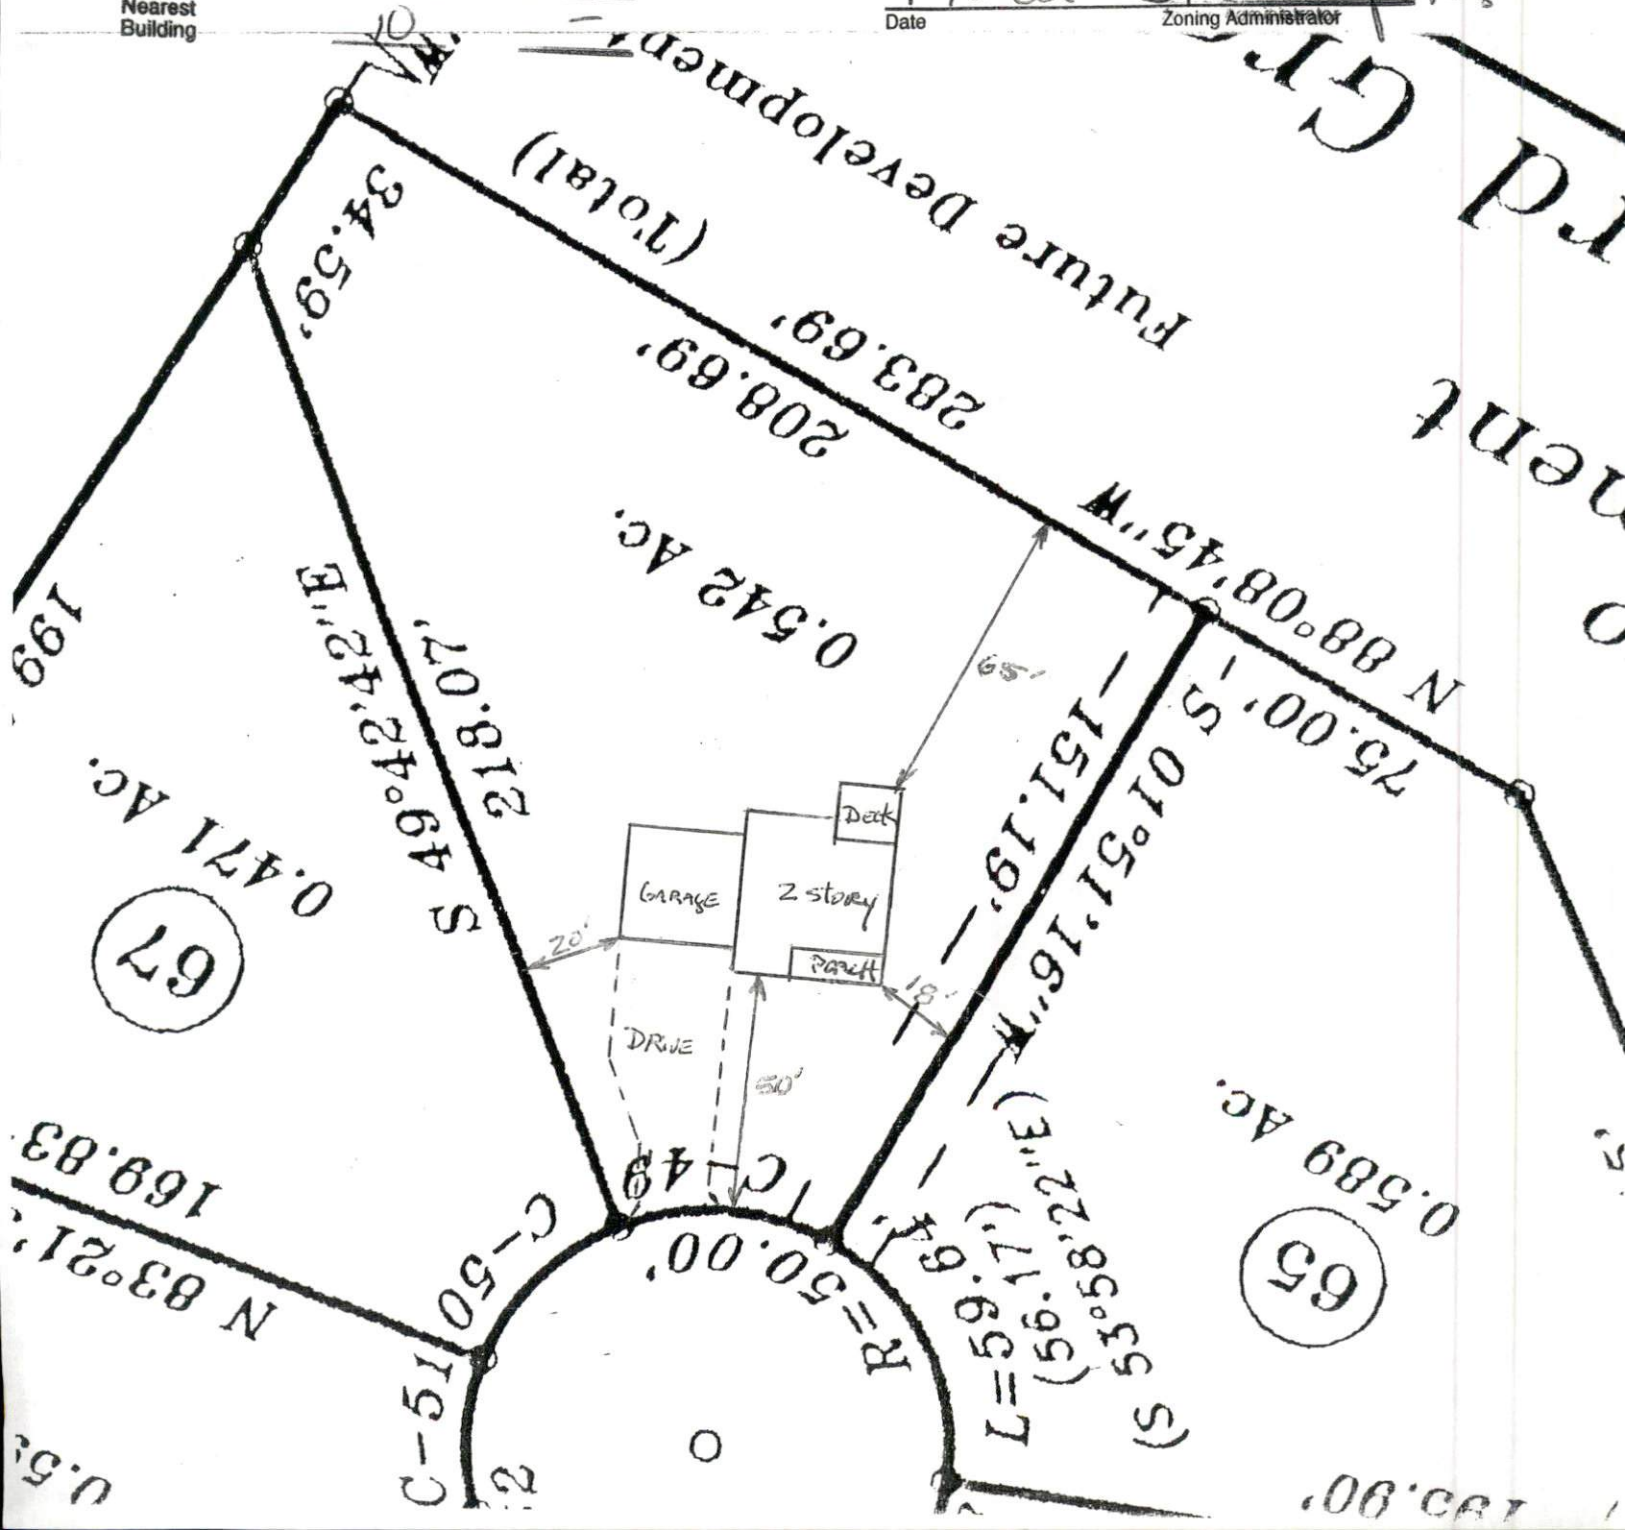 Nearest
Building
10
Date
Zoning Administrator
Future Development
(Total)
34.59'
283.69'
208.69'
N 88°08'45"W
75.00'
0.542 Ac.
65'
S 49°42'42"E
218.07'
151.19'
S 01°51'16"W
199
0.471 Ac.
67
Deck
GARAGE
2 STORY
PORCH
20'
18'
DRIVE
50'
C-49
C-50
C-51
R=50.00'
L=59.64'
(56.17')
(S 53°58'22"E)
0.589 Ac.
65
169.83
N 83°21'